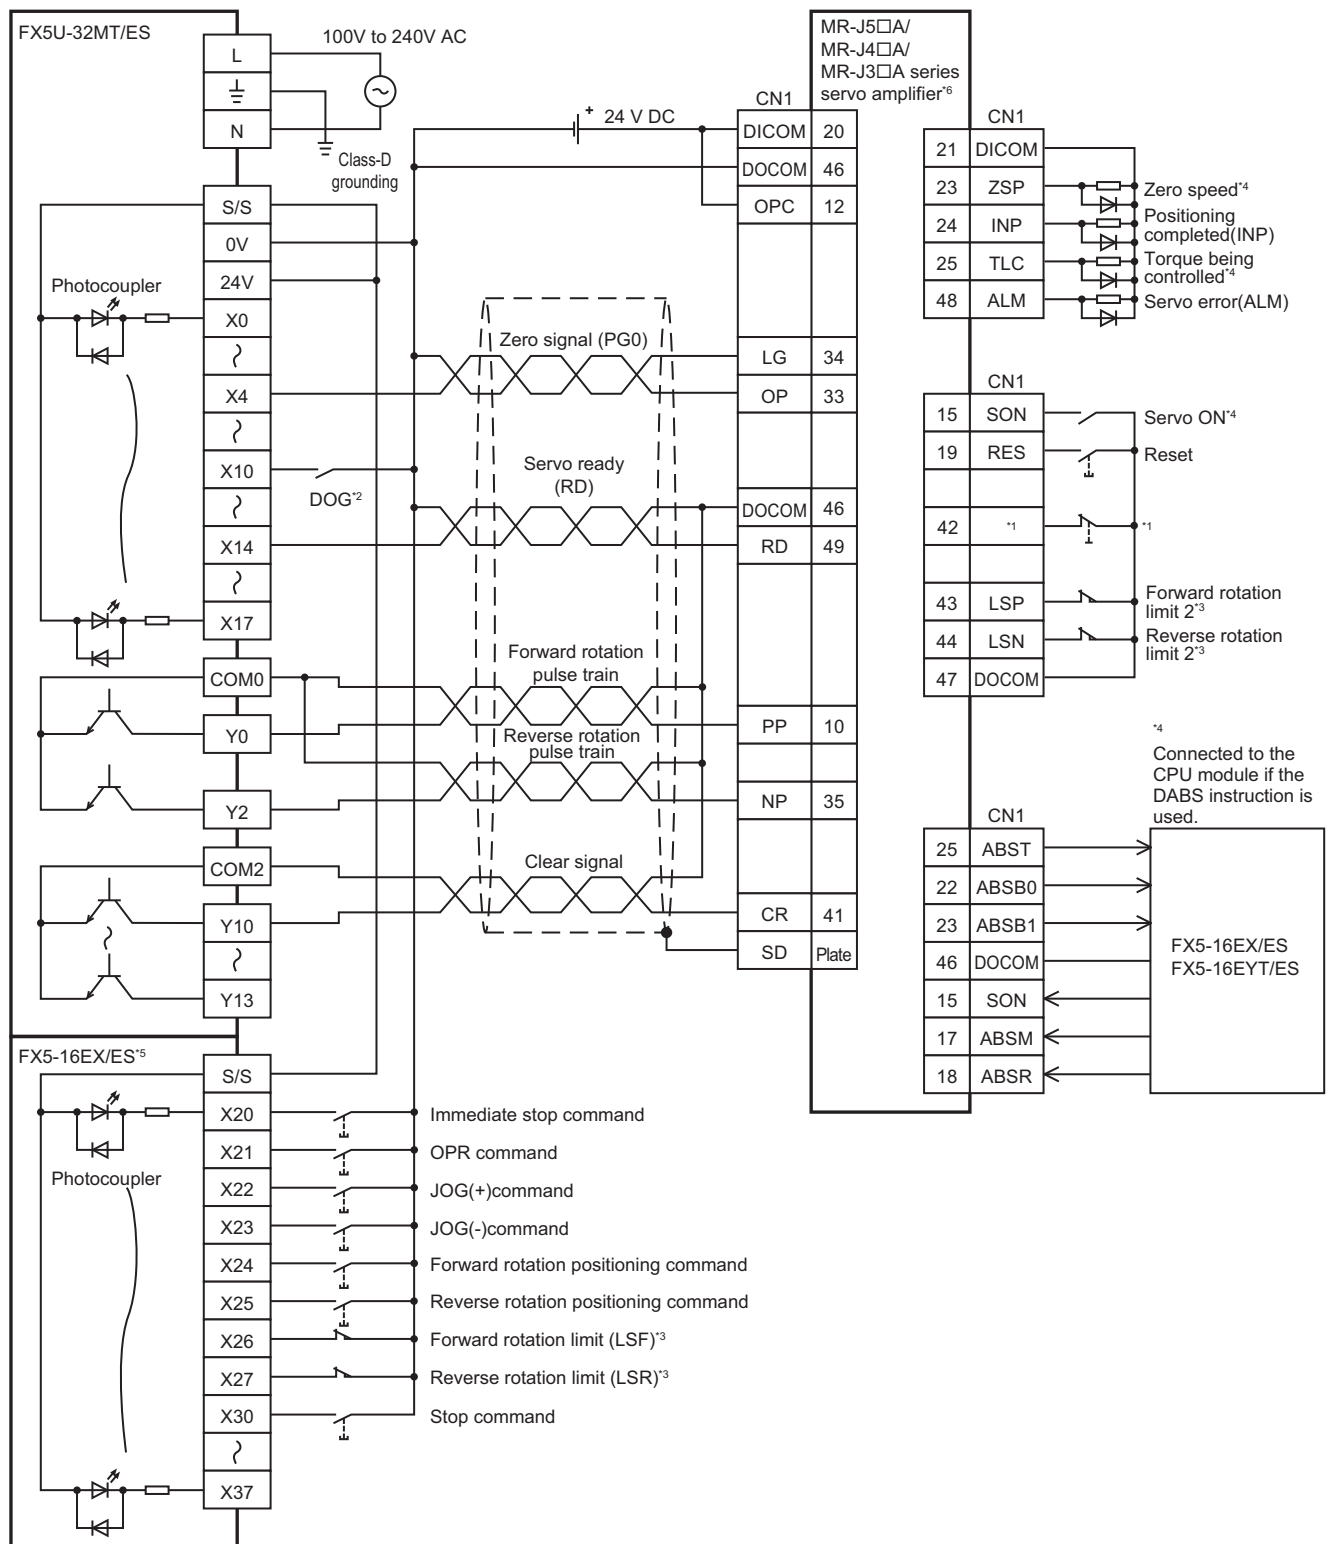 FX5U-32MT/ES
L
N
100V to 240V AC
Class-D
grounding
S/S
0V
24V
X0
X4
X10
X14
X17
Photocoupler
DOG*2
COM0
Y0
Y2
COM2
Y10
Y13
FX5-16EX/ES*5
S/S
X20
X21
X22
X23
X24
X25
X26
X27
X30
X37
Photocoupler
Immediate stop command
OPR command
JOG(+)command
JOG(-)command
Forward rotation positioning command
Reverse rotation positioning command
Forward rotation limit (LSF)*3
Reverse rotation limit (LSR)*3
Stop command
+ 24 V DC
Zero signal (PG0)
Servo ready
(RD)
Forward rotation
pulse train
Reverse rotation
pulse train
Clear signal
MR-J5□A/
MR-J4□A/
MR-J3□A series
servo amplifier*6
CN1
DICOM 20
DOCOM 46
OPC 12
LG 34
OP 33
DOCOM 46
RD 49
PP 10
NP 35
CR 41
SD Plate
CN1
21 DICOM
23 ZSP
24 INP
25 TLC
48 ALM
Zero speed*4
Positioning
completed(INP)
Torque being
controlled*4
Servo error(ALM)
CN1
15 SON
19 RES
42 *1
43 LSP
44 LSN
47 DOCOM
Servo ON*4
Reset
*1
Forward rotation
limit 2*3
Reverse rotation
limit 2*3
*4
Connected to the
CPU module if the
DABS instruction is
used.
CN1
25 ABST
22 ABSB0
23 ABSB1
46 DOCOM
15 SON
17 ABSM
18 ABSR
FX5-16EX/ES
FX5-16EYT/ES